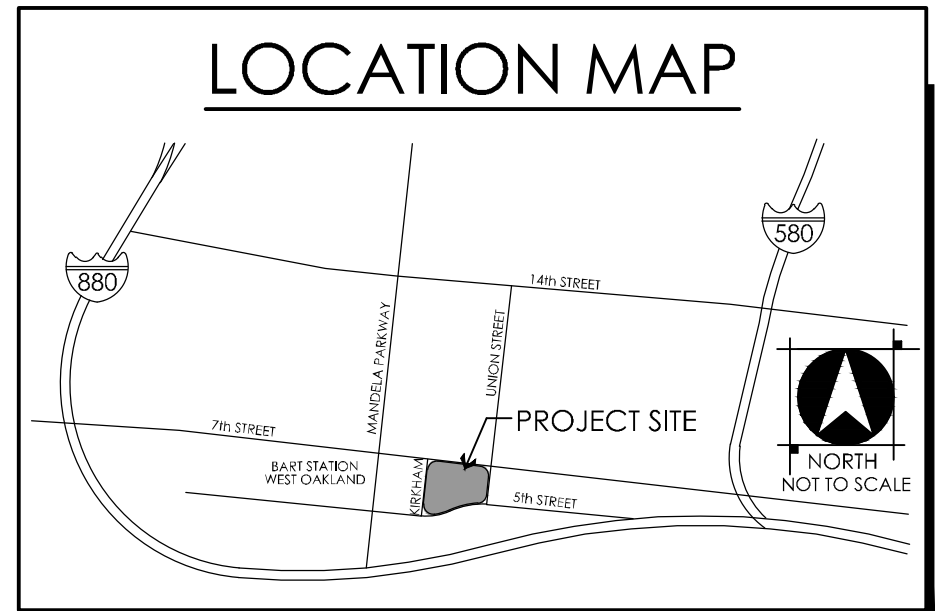 LOCATION MAP
580
880
14th STREET
MANDELA PARKWAY
UNION STREET
7th STREET
PROJECT SITE
BART STATION
WEST OAKLAND
KIRKHAM
5th STREET
NORTH
NOT TO SCALE